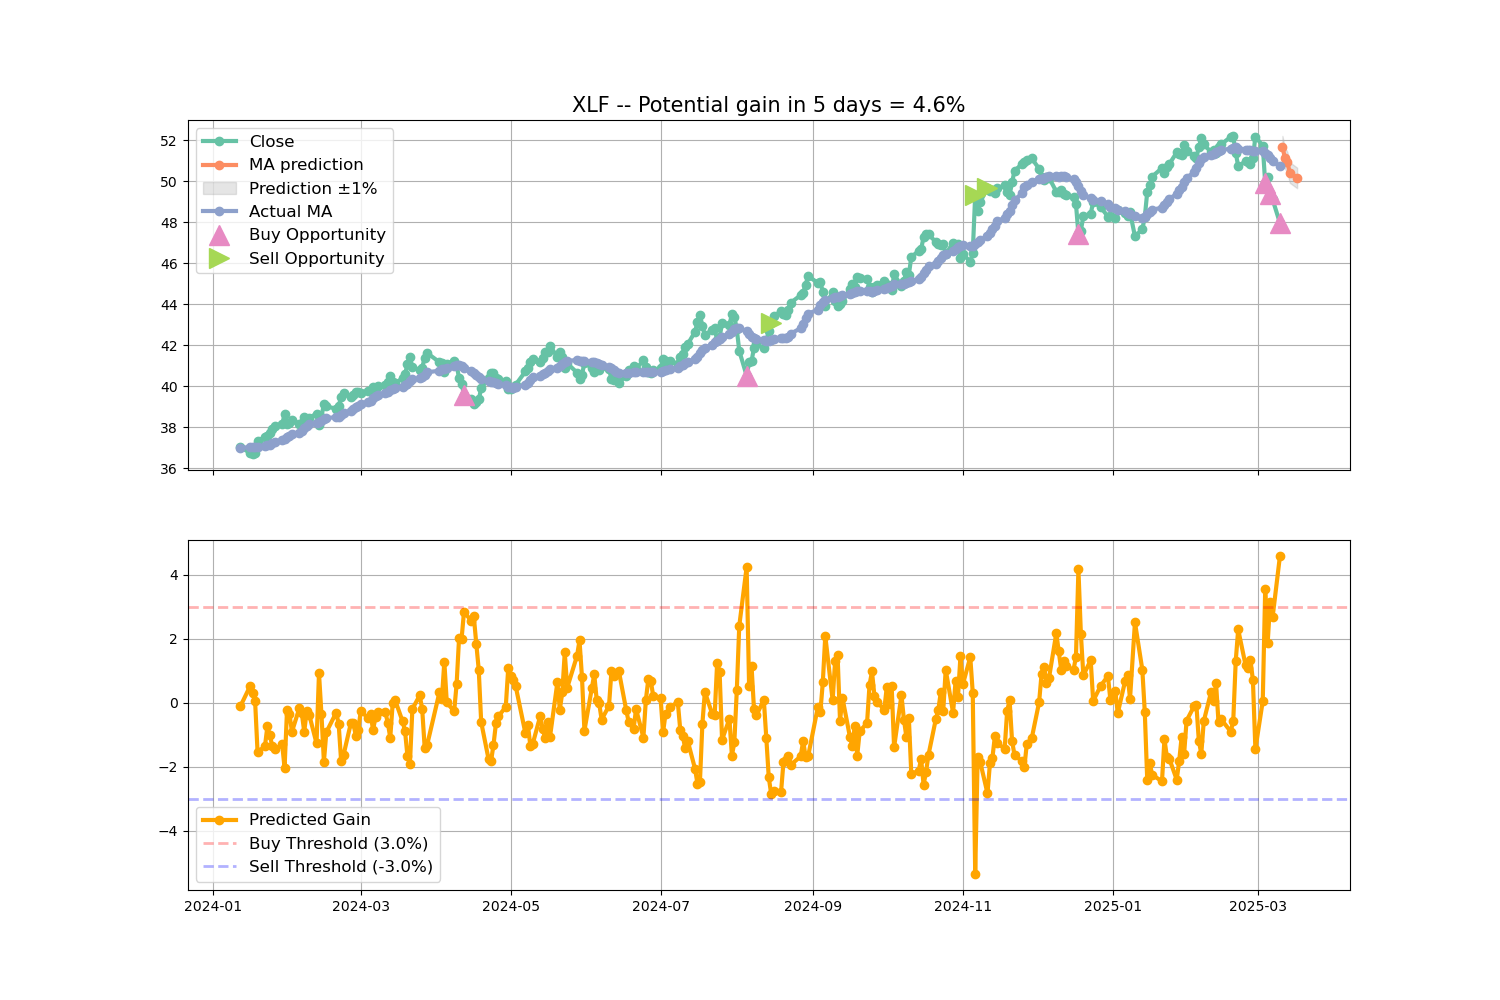 XLF -- Potential gain in 5 days = 4.6%
52
50
48
46
44
42
40
38
36
Close
MA prediction
Prediction ±1%
Actual MA
Buy Opportunity
Sell Opportunity
4
2
0
−2
−4
Predicted Gain
Buy Threshold (3.0%)
Sell Threshold (-3.0%)
2024-01 2024-03 2024-05 2024-07 2024-09 2024-11 2025-01 2025-03